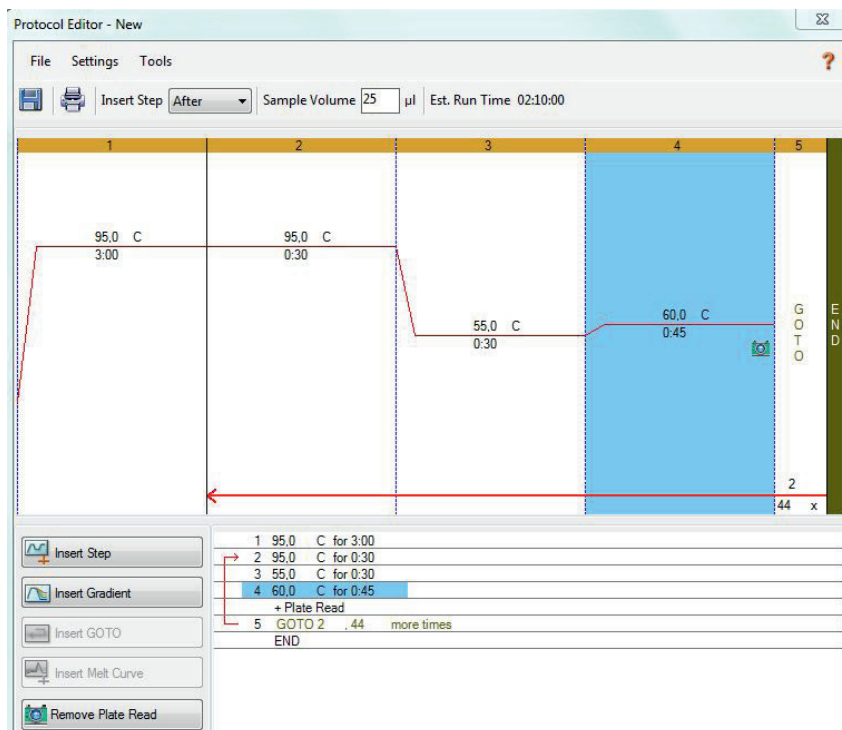 Protocol Editor - New
File Settings Tools ?
Insert Step After Sample Volume 25 µl Est. Run Time 02:10:00
1 2 3 4 5
95,0 C
3:00
95,0 C
0:30
55,0 C
0:30
60,0 C
0:45
GOTO
END
2
44 x
Insert Step
Insert Gradient
Insert GOTO
Insert Melt Curve
Remove Plate Read
1 95,0 C for 3:00
2 95,0 C for 0:30
3 55,0 C for 0:30
4 60,0 C for 0:45
+ Plate Read
5 GOTO 2 , 44 more times
END